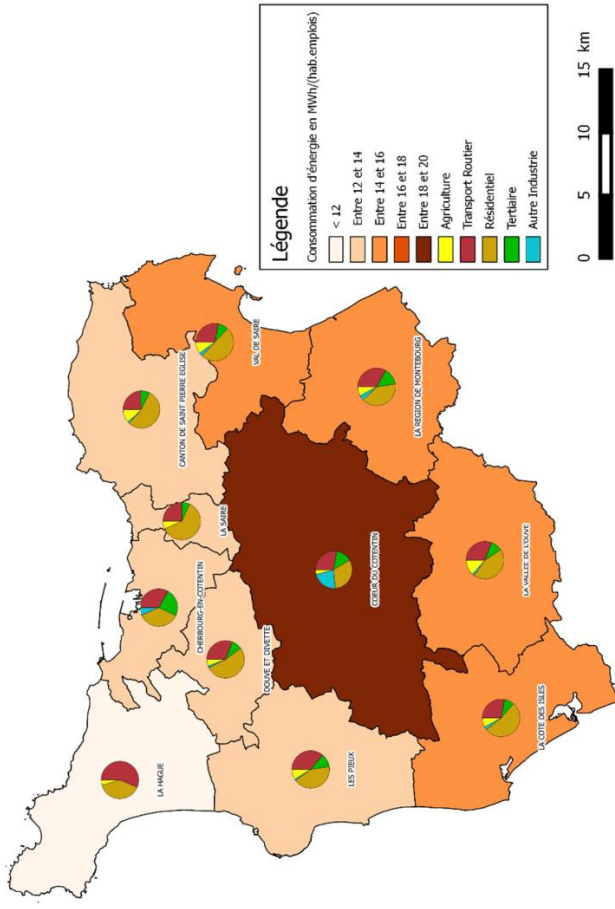 Légende
Consommation d'énergie en MWh/(hab.emplois)
< 12
Entre 12 et 14
Entre 14 et 16
Entre 16 et 18
Entre 18 et 20
Agriculture
Transport Routier
Résidentiel
Tertiaire
Autre Industrie
0 5 10 15 km
LA HAGUE
CHERBOURG-EN-COTENTIN
LA SAIRE
CANTON DE SAINT PIERRE EGLISE
VAL DE SAIRE
DOUVE ET DIVETTE
LES PIEUX
COEUR DU COTENTIN
LA REGION DE MONTEBOURG
LA VALLEE DE L'OUVE
LA COTE DES ISLES